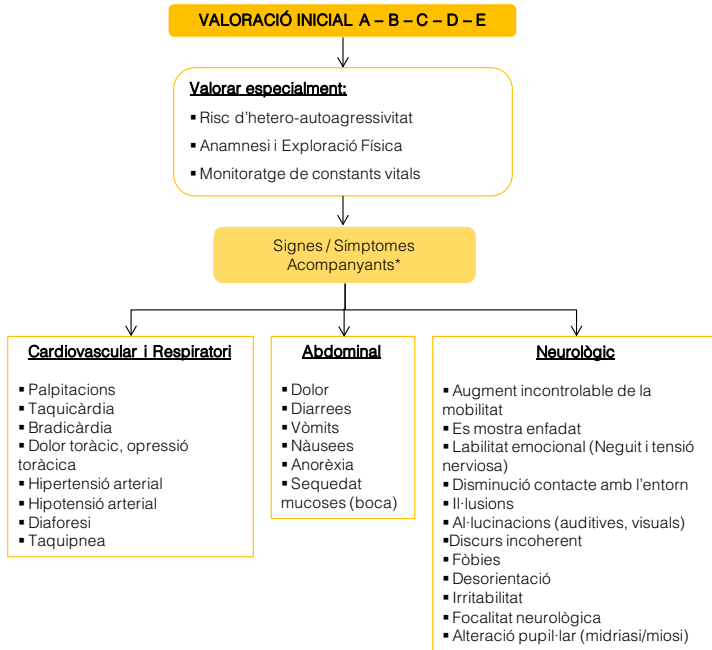 VALORACIÓ INICIAL A – B – C – D – E
Valorar especialment:
▪ Risc d'hetero-autoagressivitat
▪ Anamnesi i Exploració Física
▪ Monitoratge de constants vitals
Signes / Símptomes
Acompanyants*
Cardiovascular i Respiratori
▪ Palpitacions
▪ Taquicàrdia
▪ Bradicàrdia
▪ Dolor toràcic, opressió
toràcica
▪ Hipertensió arterial
▪ Hipotensió arterial
▪ Diaforesi
▪ Taquipnea
Abdominal
▪ Dolor
▪ Diarrees
▪ Vòmits
▪ Nàusees
▪ Anorèxia
▪ Sequedat
mucoses (boca)
Neurològic
▪ Augment incontrolable de la
mobilitat
▪ Es mostra enfadat
▪ Labilitat emocional (Neguit i tensió
nerviosa)
▪ Disminució contacte amb l'entorn
▪ Il·lusions
▪ Al·lucinacions (auditives, visuals)
▪Discurs incoherent
▪ Fòbies
▪ Desorientació
▪ Irritabilitat
▪ Focalitat neurològica
▪ Alteració pupil·lar (midriasi/miosi)